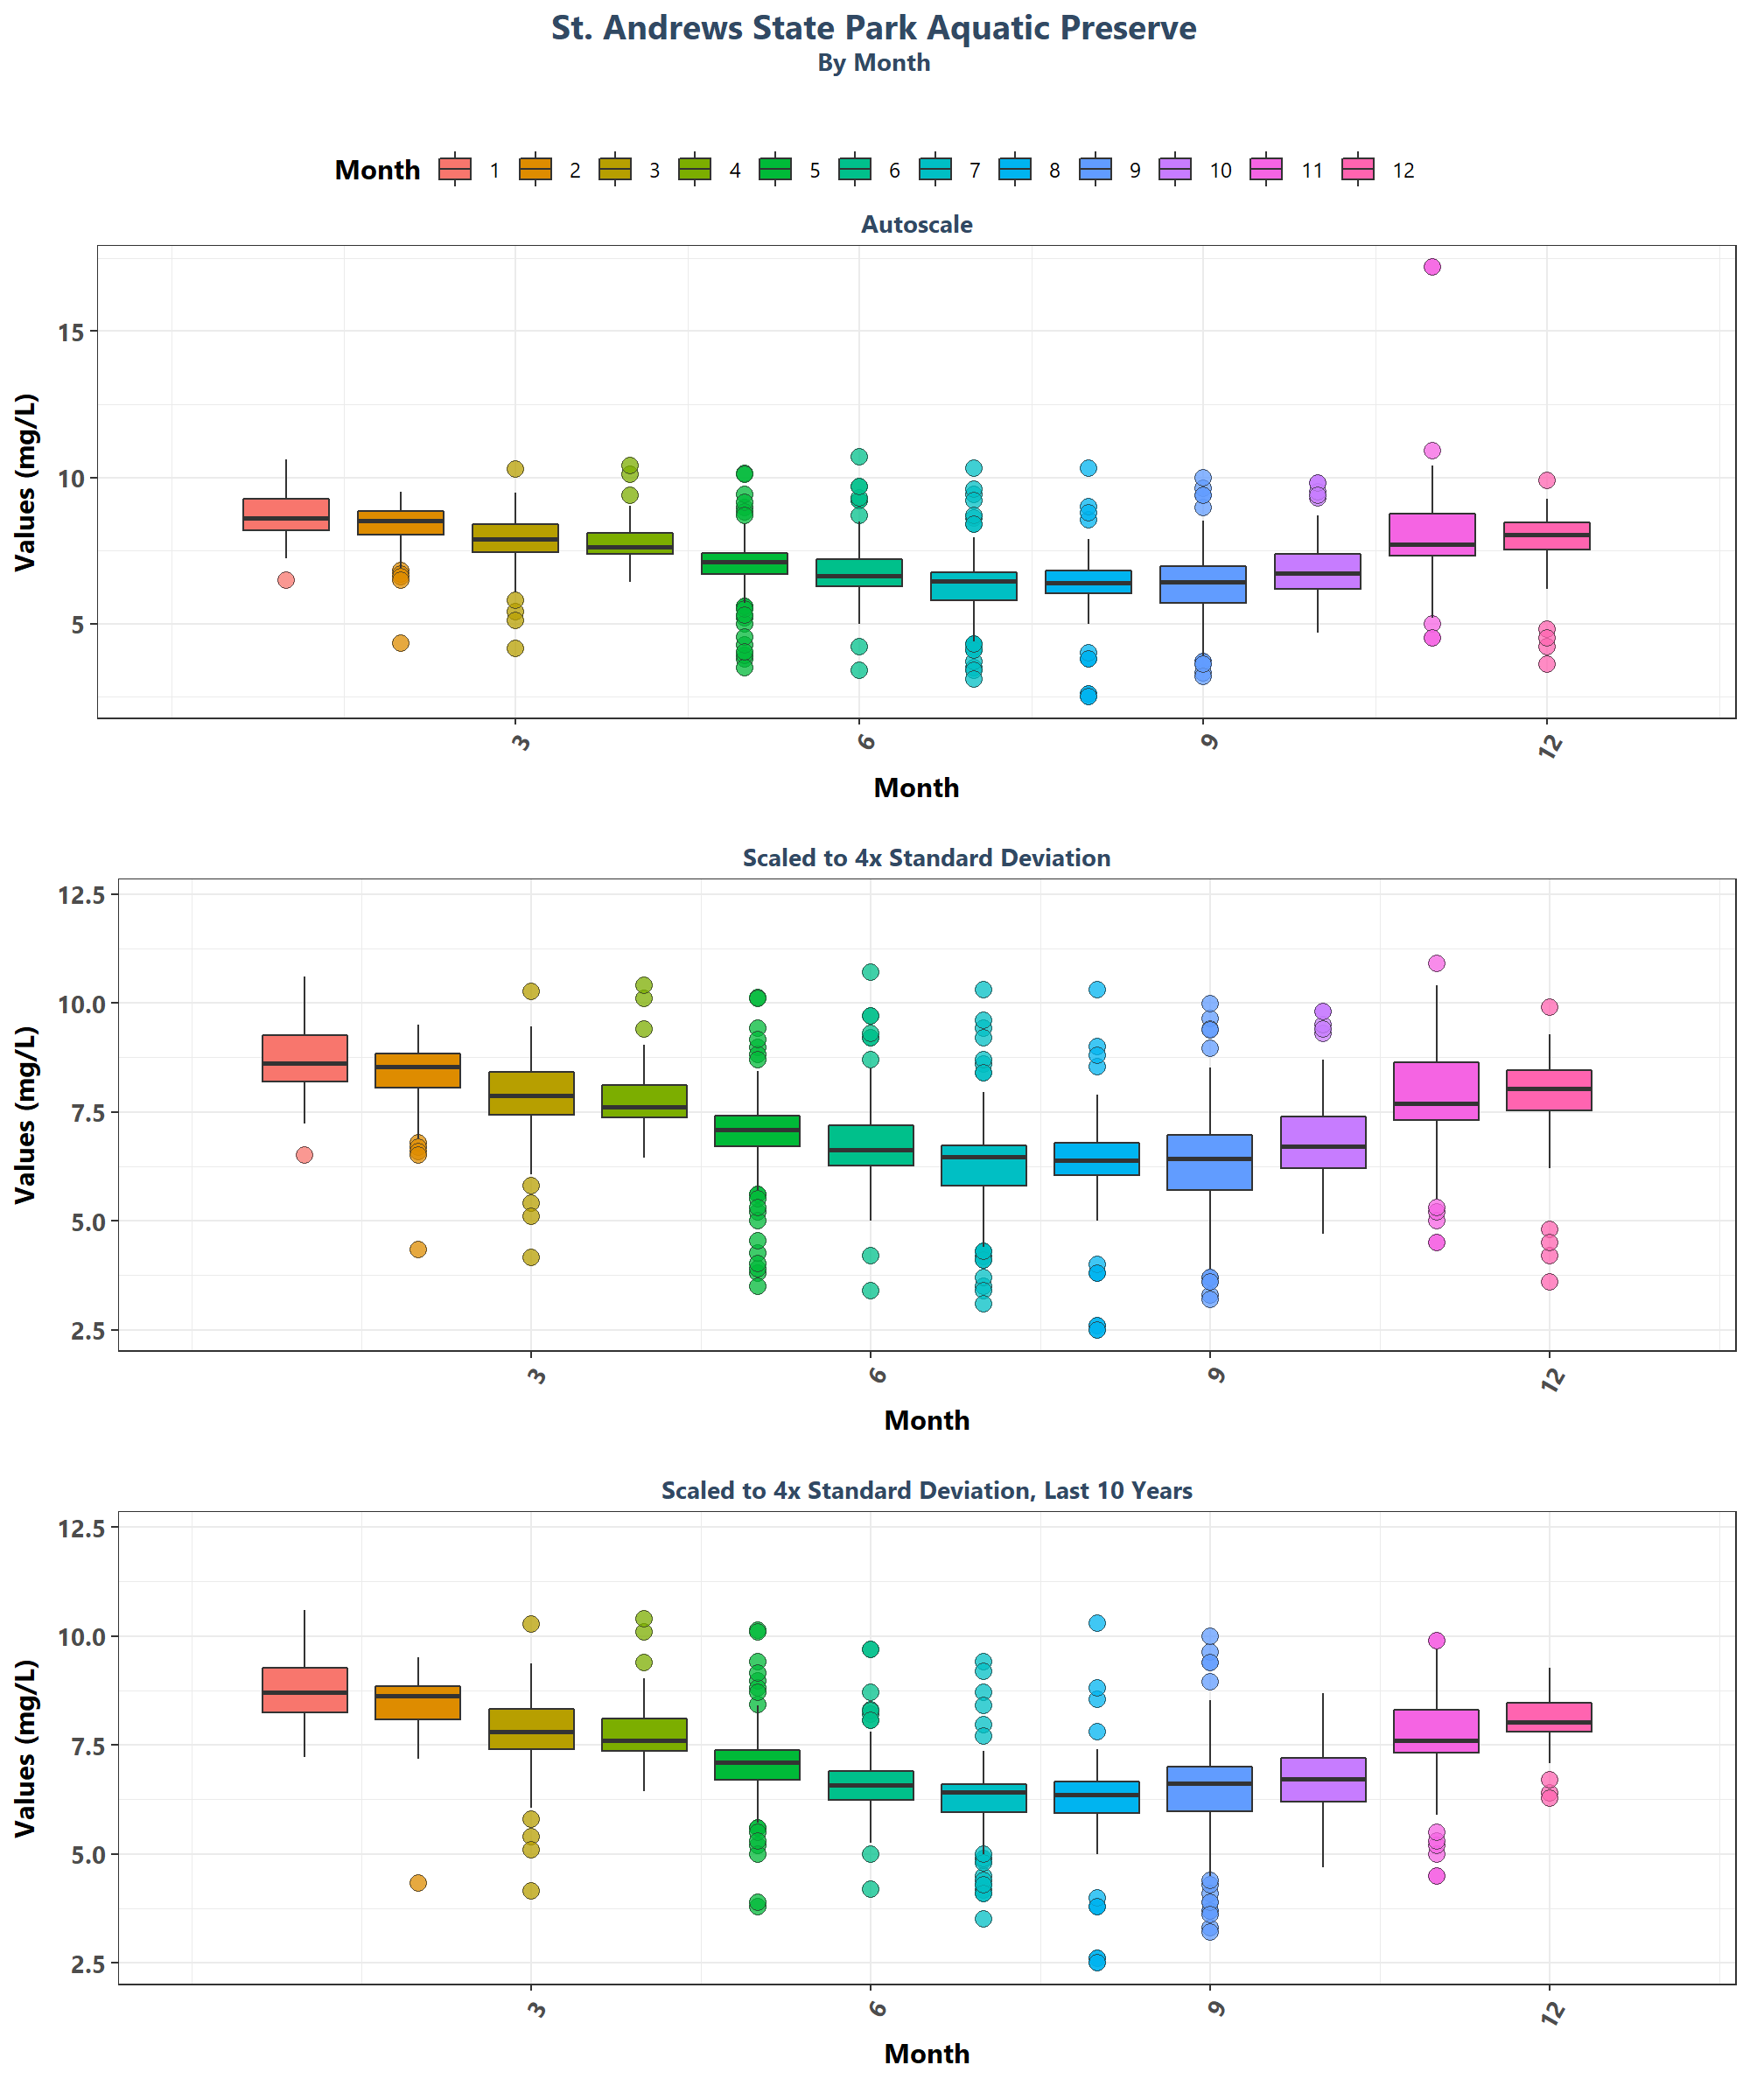 St. Andrews State Park Aquatic Preserve
By Month
Month 1 2 3 4 5 6 7 8 9 10 11 12
Autoscale
Values (mg/L)
15
10
5
3 6 9 12
Month
Scaled to 4x Standard Deviation
Values (mg/L)
12.5
10.0
7.5
5.0
2.5
3 6 9 12
Month
Scaled to 4x Standard Deviation, Last 10 Years
Values (mg/L)
12.5
10.0
7.5
5.0
2.5
3 6 9 12
Month